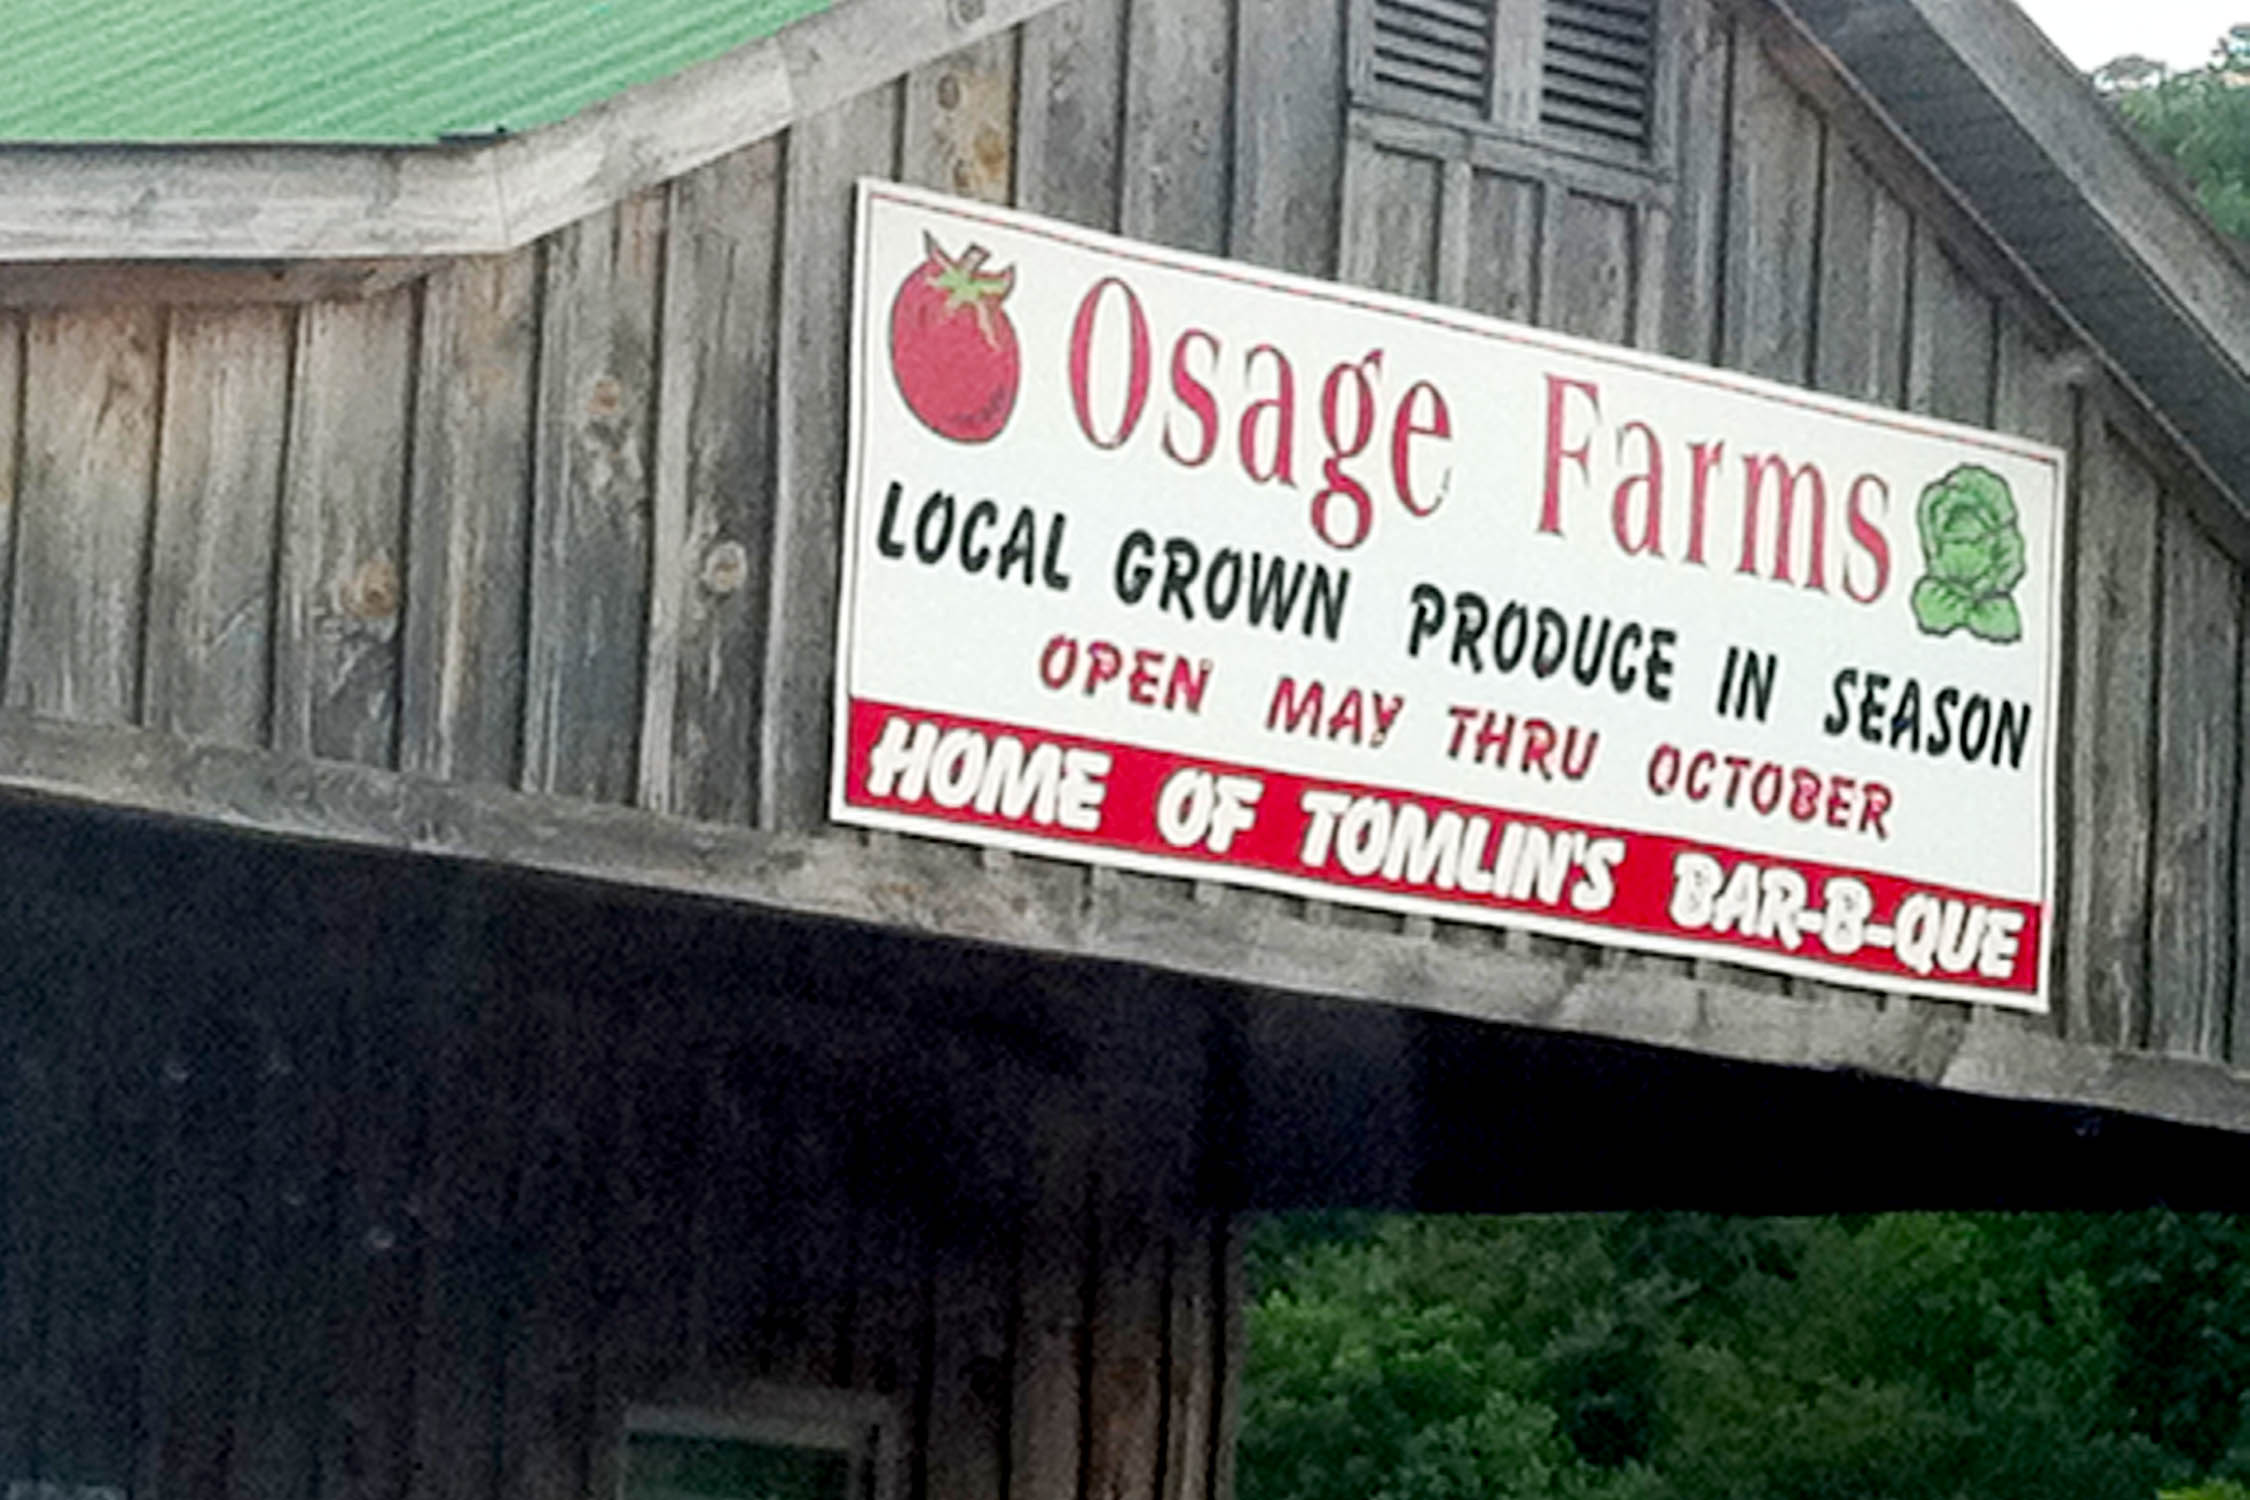 Osage Farms
LOCAL GROWN PRODUCE IN SEASON
OPEN MAY THRU OCTOBER
HOME OF TOMLIN'S BAR-B-QUE